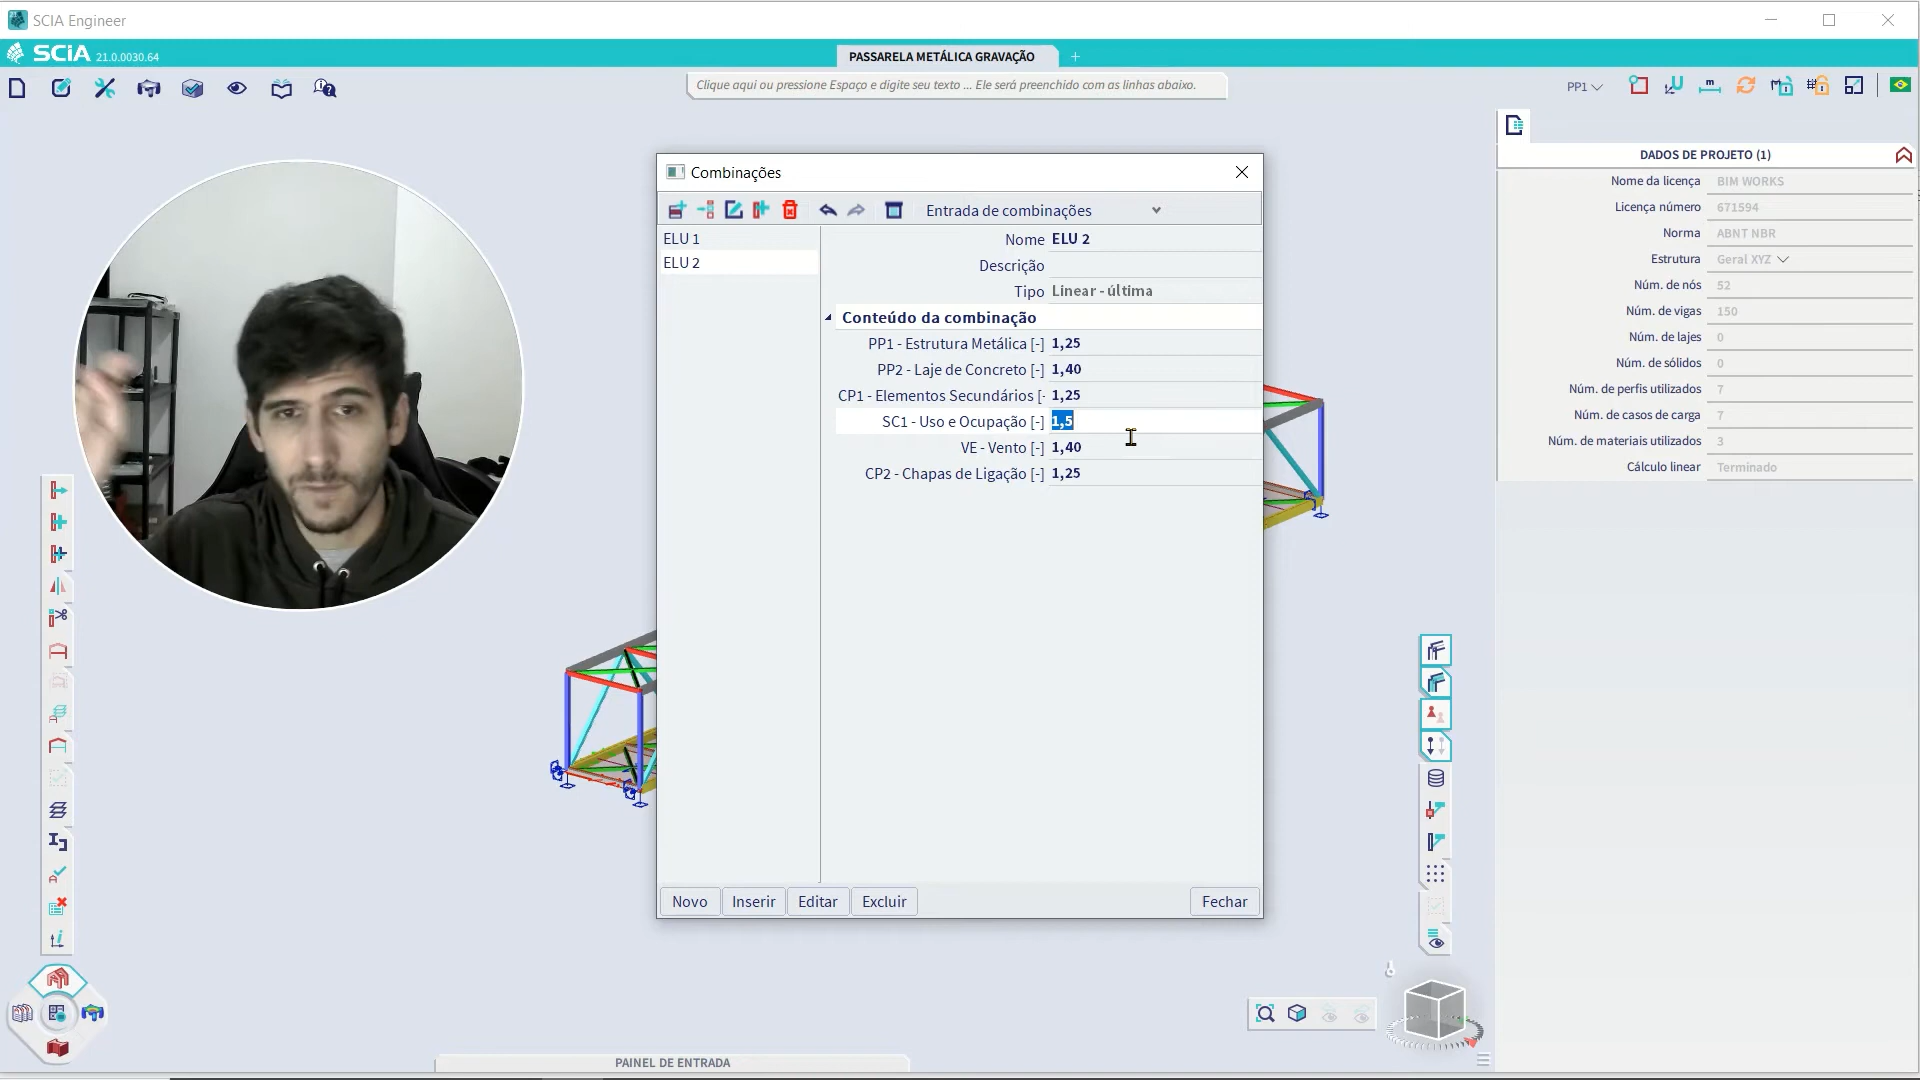 SCIA Engineer
SCIA 21.0.0030.64
PASSARELA METÁLICA GRAVAÇÃO
+
Clique aqui ou pressione Espaço e digite seu texto ... Ele será preenchido com as linhas abaixo.
PP1
DADOS DE PROJETO (1)
Nome da licença BIM WORKS
Licença número 671594
Norma ABNT NBR
Estrutura Geral XYZ
Núm. de nós 52
Núm. de vigas 150
Núm. de lajes 0
Núm. de sólidos 0
Núm. de perfis utilizados 7
Núm. de casos de carga 7
Núm. de materiais utilizados 3
Cálculo linear Terminado
Combinações
Entrada de combinações
ELU 1
ELU 2
Nome ELU 2
Descrição
Tipo Linear - última
Conteúdo da combinação
PP1 - Estrutura Metálica [-] 1,25
PP2 - Laje de Concreto [-] 1,40
CP1 - Elementos Secundários [- 1,25
SC1 - Uso e Ocupação [-] 1,5
VE - Vento [-] 1,40
CP2 - Chapas de Ligação [-] 1,25
Novo Inserir Editar Excluir Fechar
PAINEL DE ENTRADA